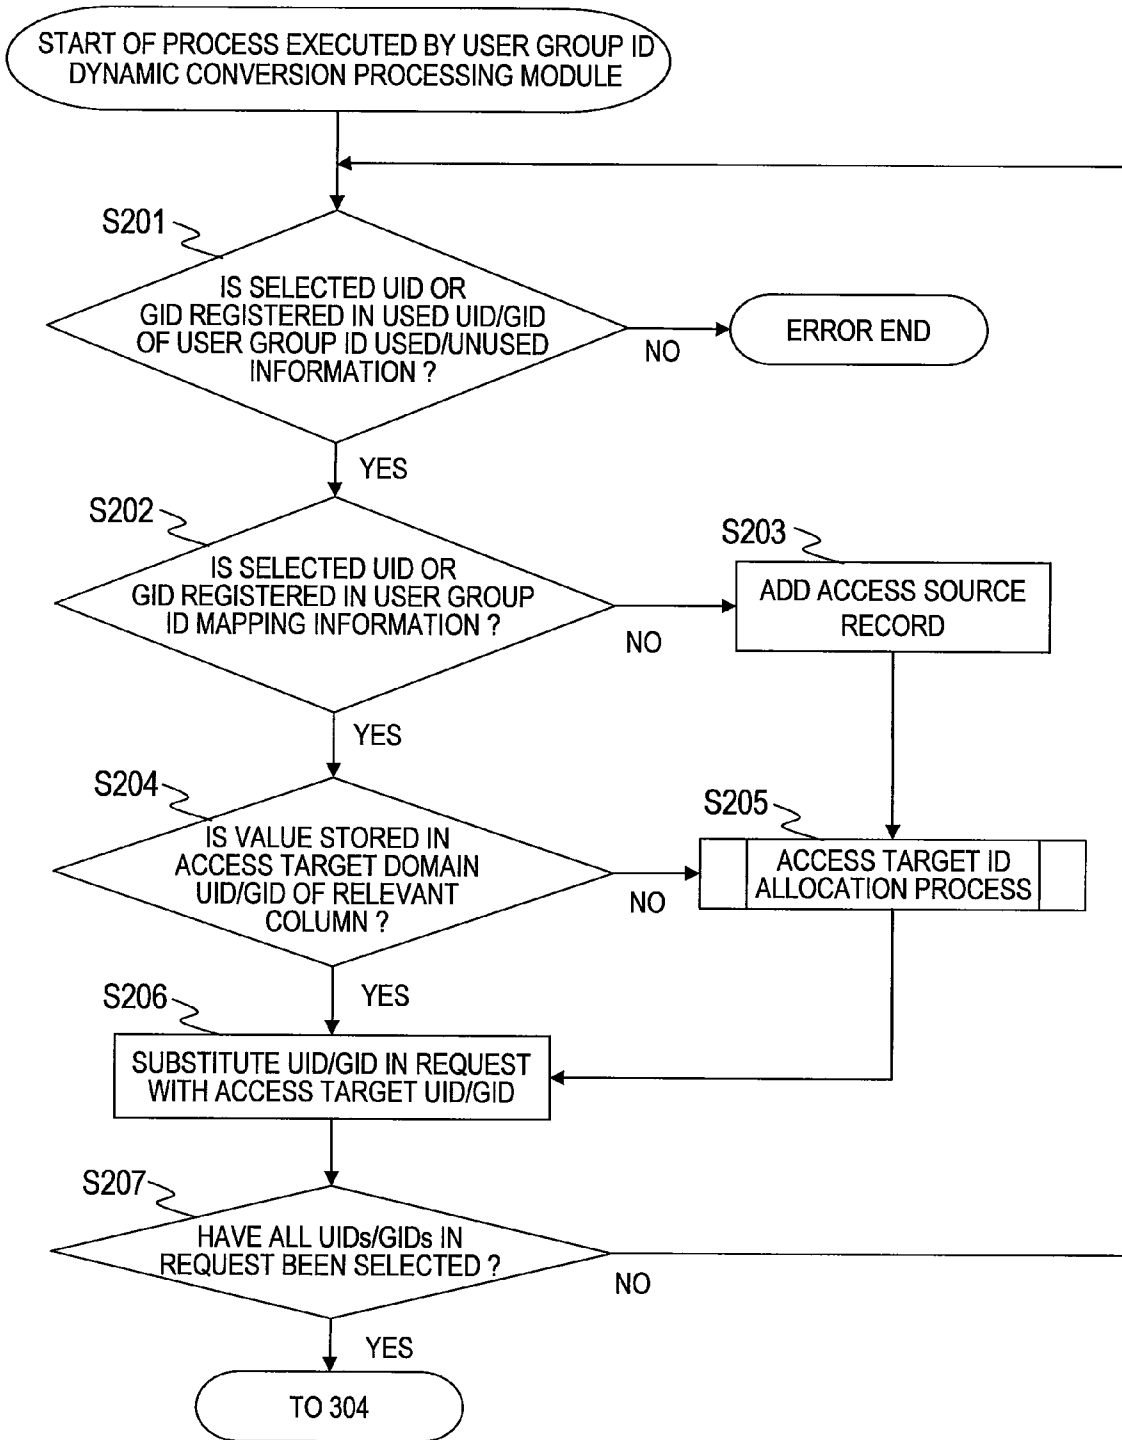 START OF PROCESS EXECUTED BY USER GROUP ID
DYNAMIC CONVERSION PROCESSING MODULE
S201
IS SELECTED UID OR
GID REGISTERED IN USED UID/GID
OF USER GROUP ID USED/UNUSED
INFORMATION ?
NO
ERROR END
YES
S202
IS SELECTED UID OR
GID REGISTERED IN USER GROUP
ID MAPPING INFORMATION ?
NO
S203
ADD ACCESS SOURCE
RECORD
YES
S204
IS VALUE STORED IN
ACCESS TARGET DOMAIN
UID/GID OF RELEVANT
COLUMN ?
NO
S205
ACCESS TARGET ID
ALLOCATION PROCESS
YES
S206
SUBSTITUTE UID/GID IN REQUEST
WITH ACCESS TARGET UID/GID
S207
HAVE ALL UIDs/GIDs IN
REQUEST BEEN SELECTED ?
NO
YES
TO 304